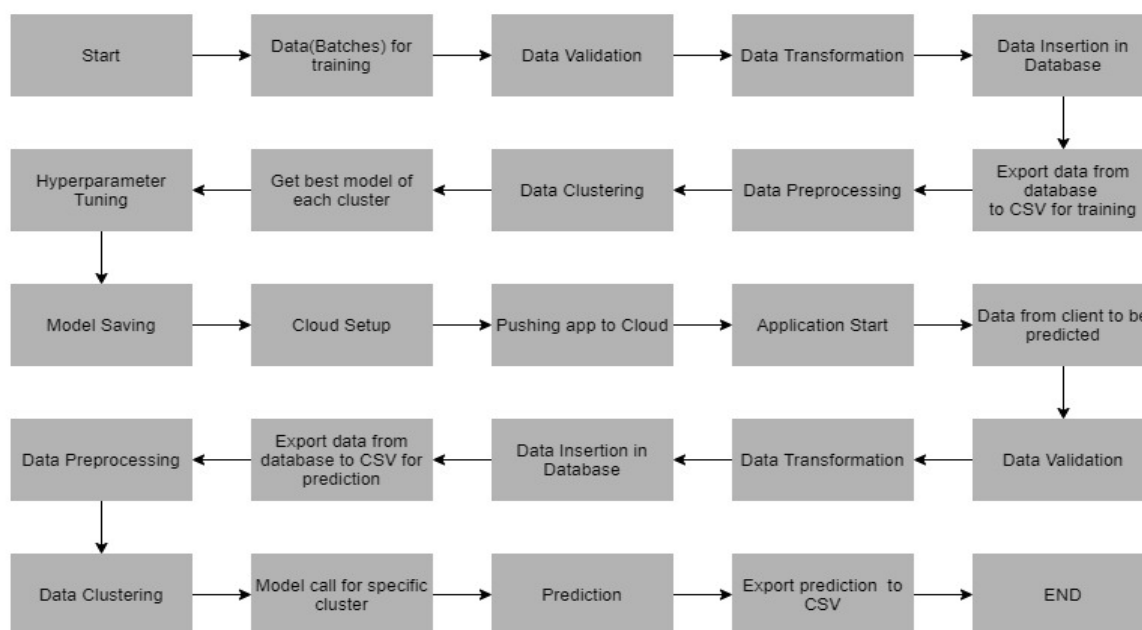 Start
Data(Batches) for
training
Data Validation
Data Transformation
Data Insertion in
Database
Hyperparameter
Tuning
Get best model of
each cluster
Data Clustering
Data Preprocessing
Export data from
database
to CSV for training
Model Saving
Cloud Setup
Pushing app to Cloud
Application Start
Data from client to be
predicted
Data Preprocessing
Export data from
database to CSV for
prediction
Data Insertion in
Database
Data Transformation
Data Validation
Data Clustering
Model call for specific
cluster
Prediction
Export prediction to
CSV
END